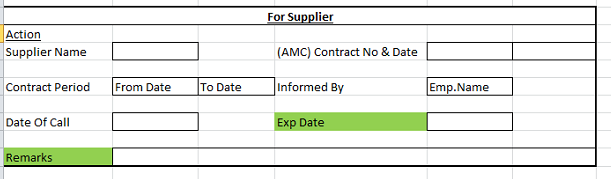 For Supplier
Action
Supplier Name (AMC) Contract No & Date
Contract Period From Date To Date Informed By Emp.Name
Date Of Call Exp Date
Remarks